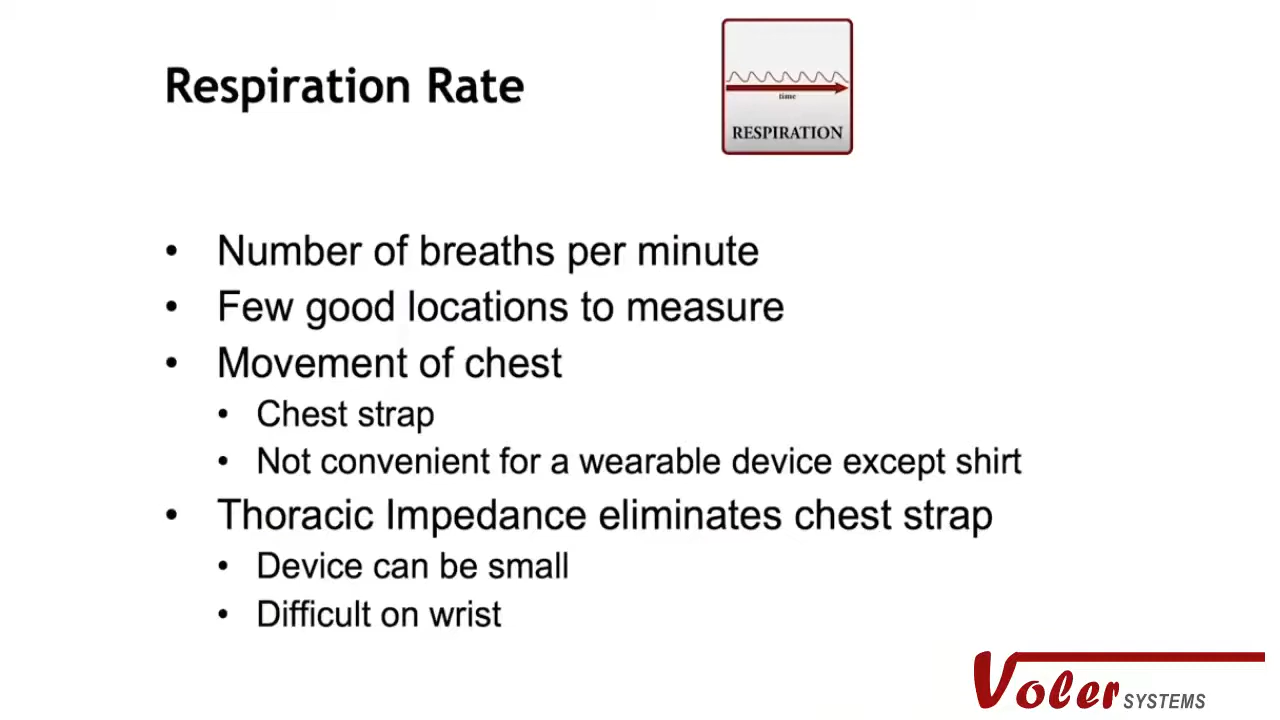 Respiration Rate
time
RESPIRATION
• Number of breaths per minute
• Few good locations to measure
• Movement of chest
• Chest strap
• Not convenient for a wearable device except shirt
• Thoracic Impedance eliminates chest strap
• Device can be small
• Difficult on wrist
Voler SYSTEMS